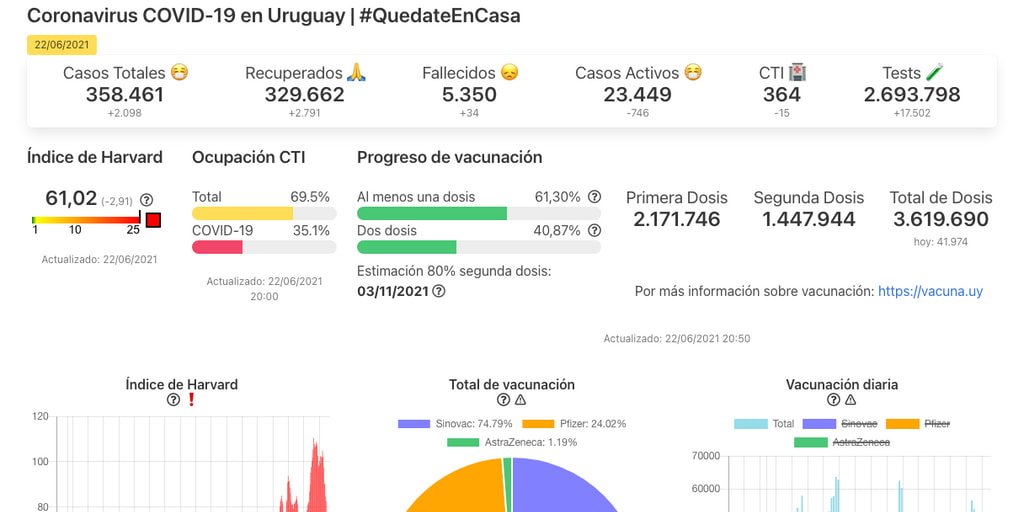 Coronavirus COVID-19 en Uruguay | #QuedateEnCasa
22/06/2021
Casos Totales 😷 Recuperados 🙏 Fallecidos 😞 Casos Activos 😷 CTI 🏥 Tests 🧪
358.461 329.662 5.350 23.449 364 2.693.798
+2.098 +2.791 +34 -746 -15 +17.502
Índice de Harvard Ocupación CTI Progreso de vacunación
61,02 (-2,91)
1 10 25
Actualizado: 22/06/2021
Total 69.5%
COVID-19 35.1%
Actualizado: 22/06/2021
20:00
Al menos una dosis 61,30%
Dos dosis 40,87%
Estimación 80% segunda dosis:
03/11/2021
Primera Dosis Segunda Dosis Total de Dosis
2.171.746 1.447.944 3.619.690
hoy: 41.974
Por más información sobre vacunación: https://vacuna.uy
Actualizado: 22/06/2021 20:50
Índice de Harvard
❗
120
100
80
Total de vacunación
Sinovac: 74.79% Pfizer: 24.02%
AstraZeneca: 1.19%
Vacunación diaria
Total Sinovac Pfizer
AstraZeneca
70000
60000